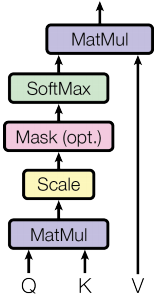 MatMul
SoftMax
Mask (opt.)
Scale
MatMul
Q K V